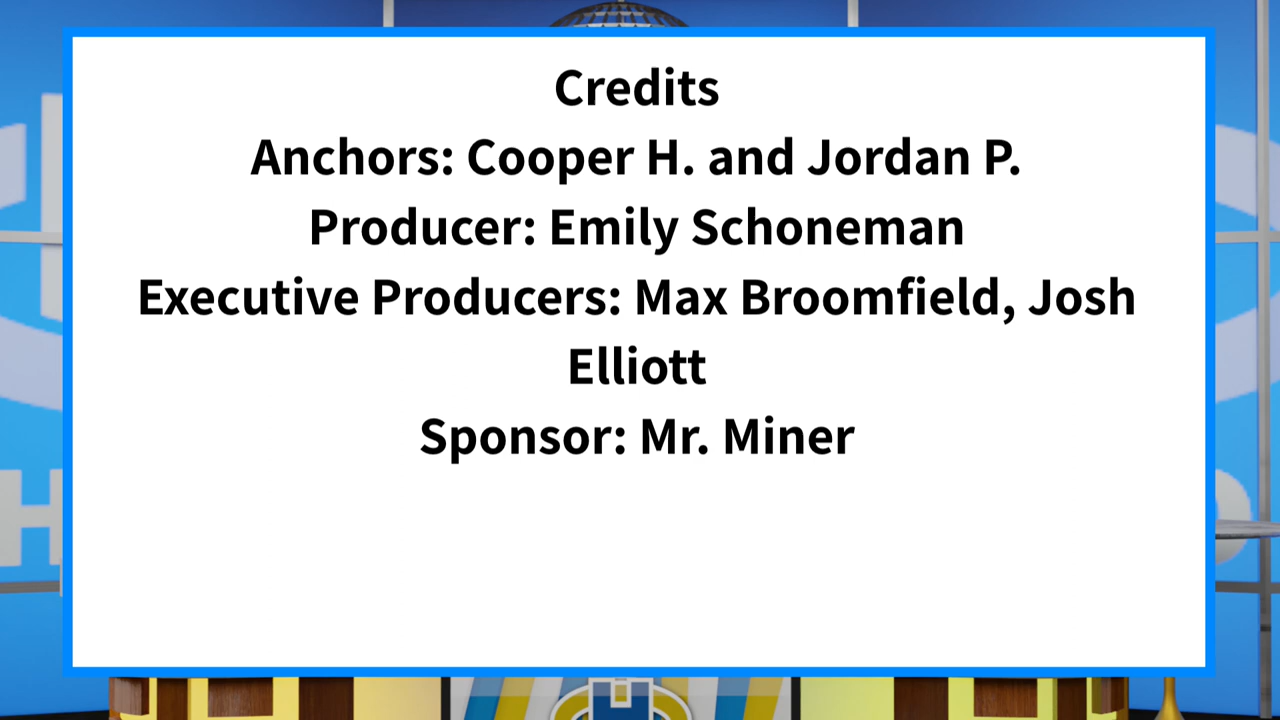 Credits
Anchors: Cooper H. and Jordan P.
Producer: Emily Schoneman
Executive Producers: Max Broomfield, Josh
Elliott
Sponsor: Mr. Miner